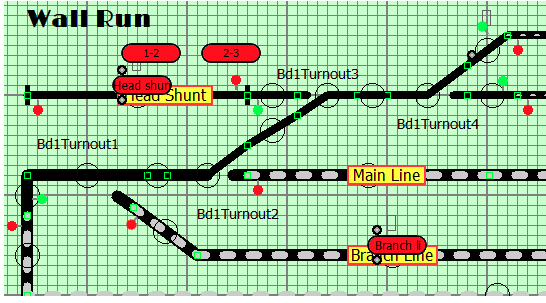 Wall Run
1-2 2-3
Bd1Turnout3
Head shun
Head Shunt
Bd1Turnout4
Bd1Turnout1
Main Line
Bd1Turnout2
Branch li
Branch Line